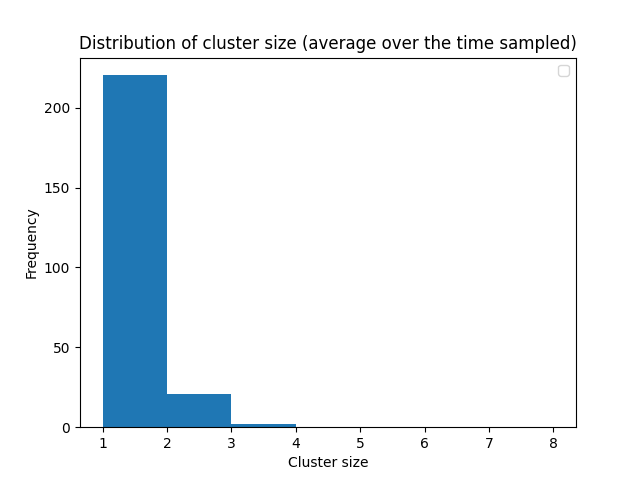 Distribution of cluster size (average over the time sampled)
200
150
100
50
0
Frequency
1 2 3 4 5 6 7 8
Cluster size